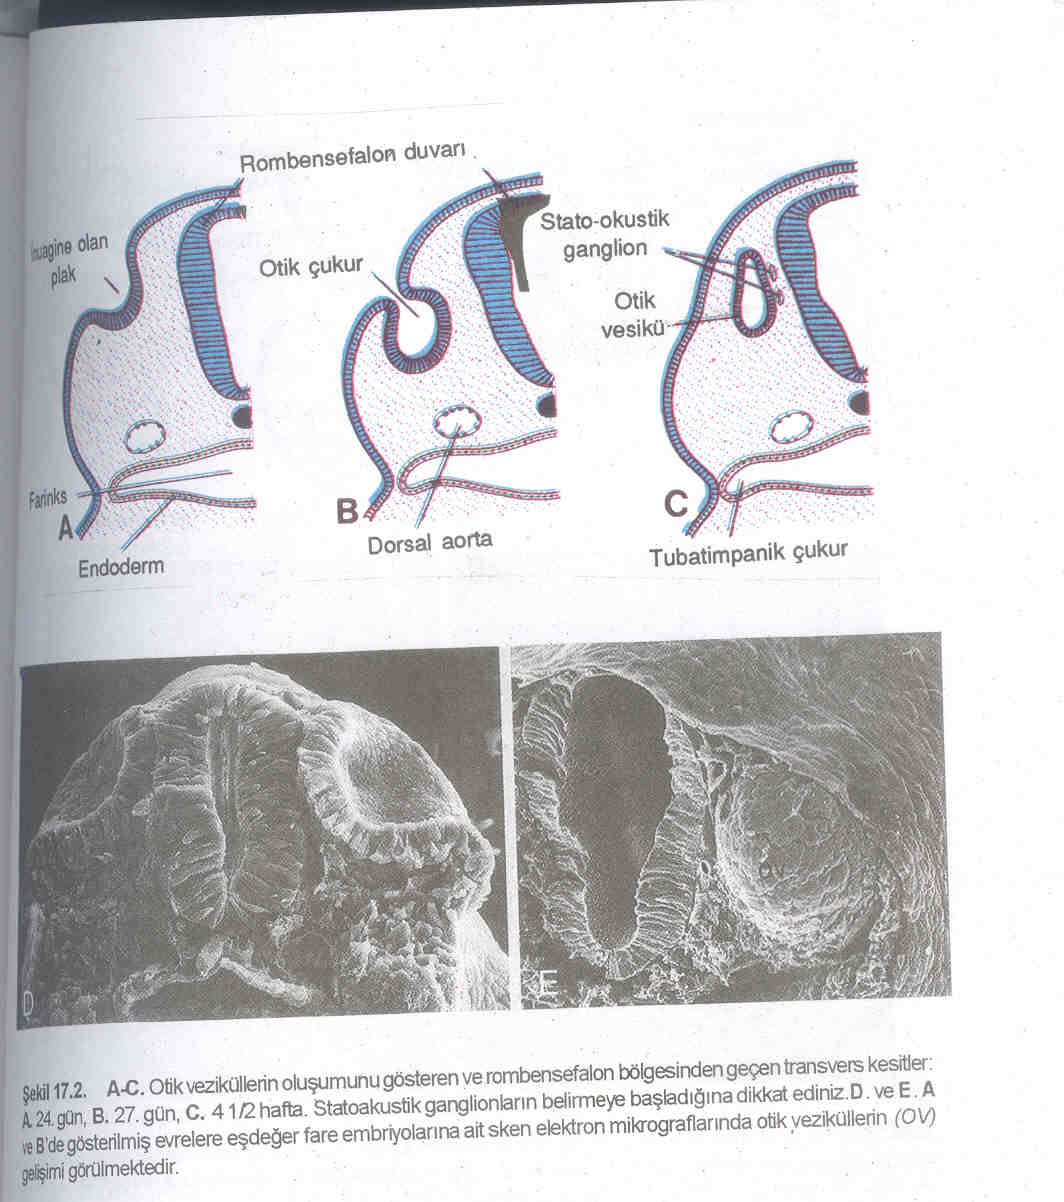 Rombensefalon duvarı
İnvagine olan
plak
Otik çukur
Stato-okustik
ganglion
Otik
vesikü
Farinks
A
Endoderm
B
Dorsal aorta
C
Tubatimpanik çukur
D
E
OV
Şekil 17.2. A-C. Otik veziküllerin oluşumunu gösteren ve rombensefalon bölgesinden geçen transvers kesitler:
A. 24. gün, B. 27. gün, C. 4 1/2 hafta. Statoakustik ganglionların belirmeye başladığına dikkat ediniz. D. ve E. A
ve B'de gösterilmiş evrelere eşdeğer fare embriyolarına ait sken elektron mikrograflarında otik veziküllerin (OV)
gelişimi görülmektedir.